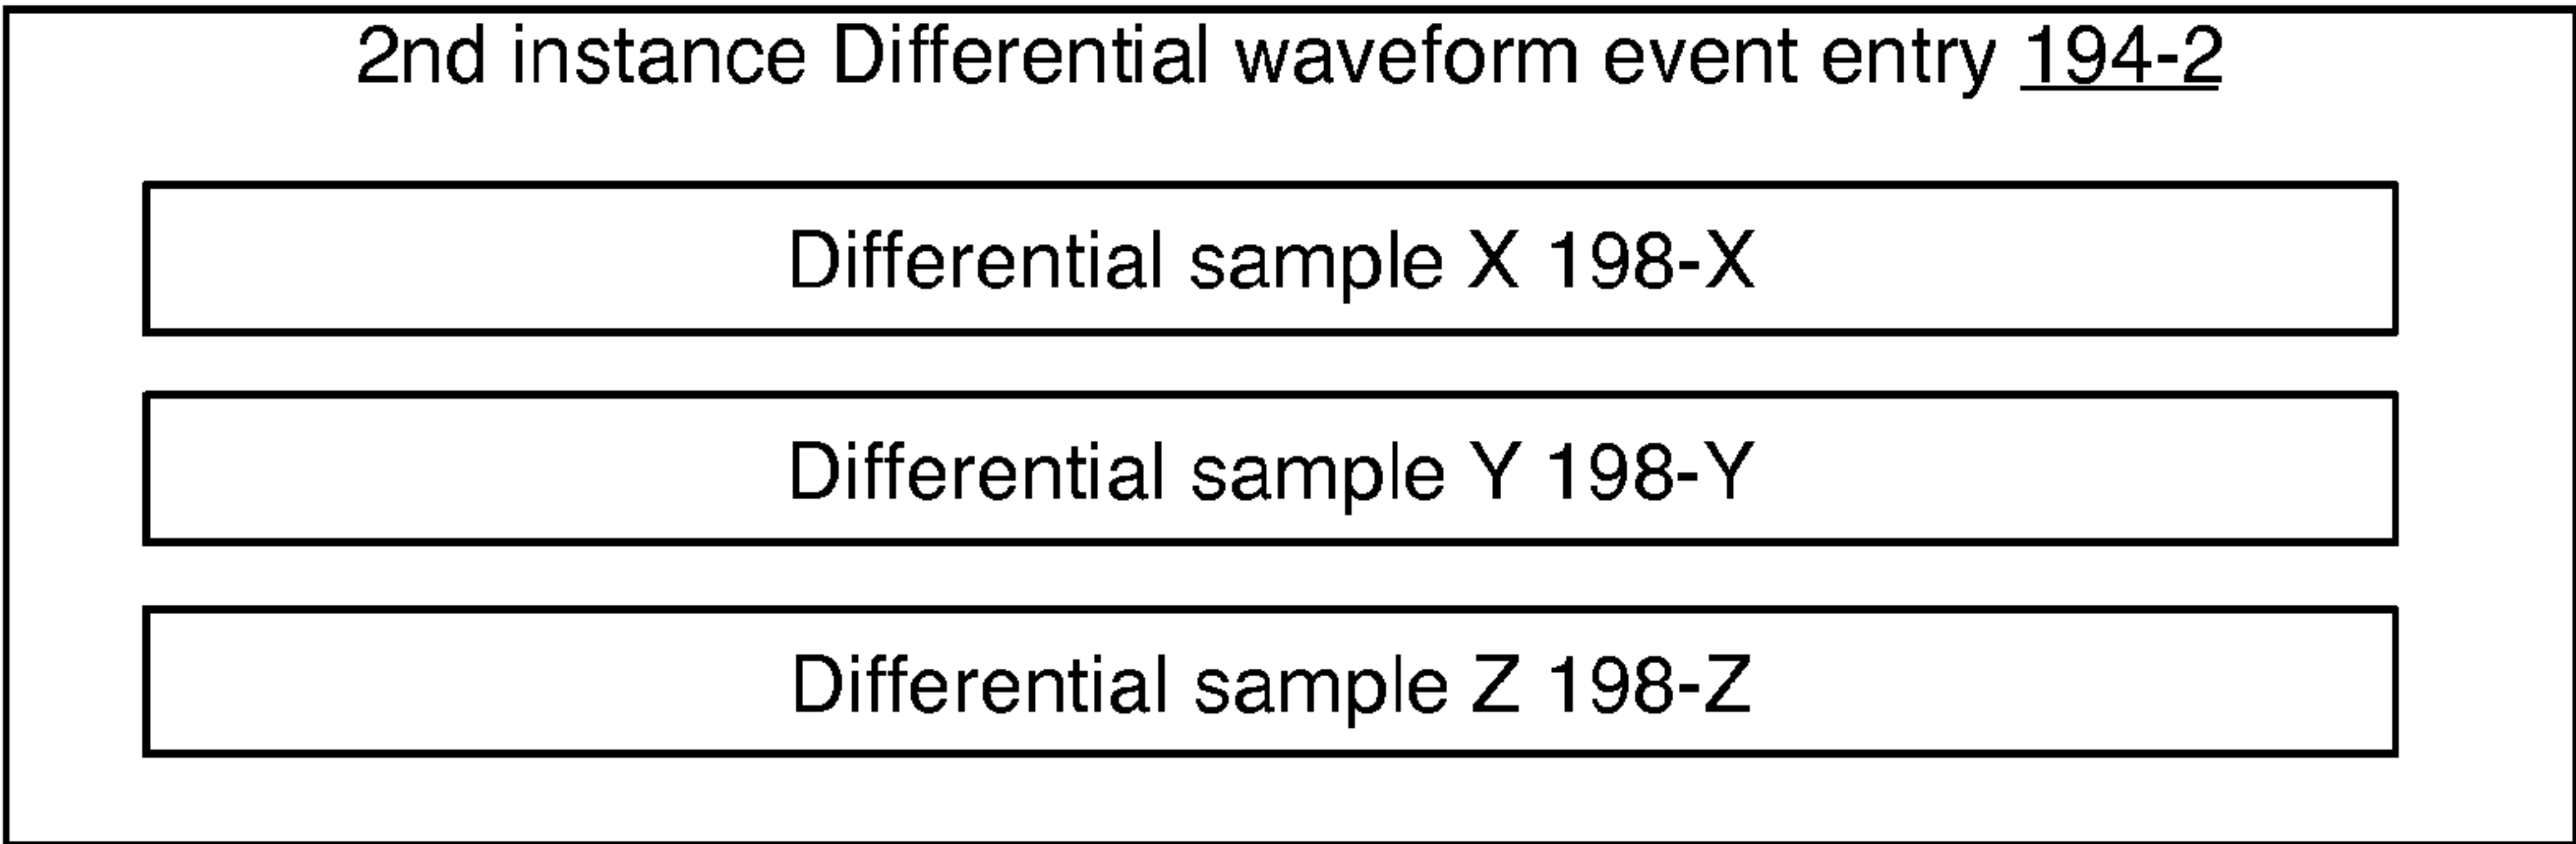 2nd instance Differential waveform event entry 194-2
Differential sample X 198-X
Differential sample Y 198-Y
Differential sample Z 198-Z